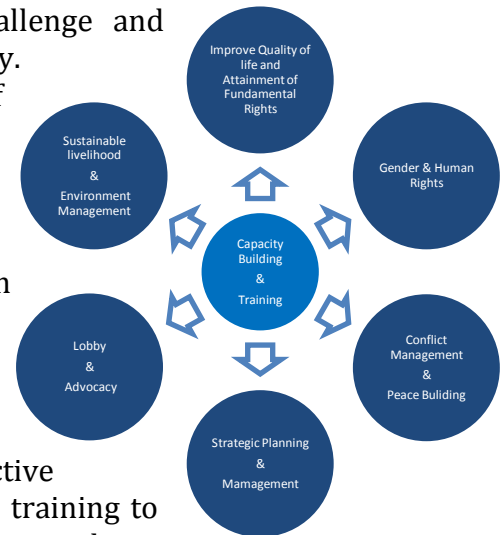 allenge and
y.
f
n
ctive
training to
Improve Quality of
life and
Attainment of
Fundamental
Rights
Gender & Human
Rights
Conflict
Management
&
Peace Buliding
Strategic Planning
&
Mamagement
Lobby
&
Advocacy
Sustainable
livelihood
&
Environment
Management
Capacity
Building
&
Training